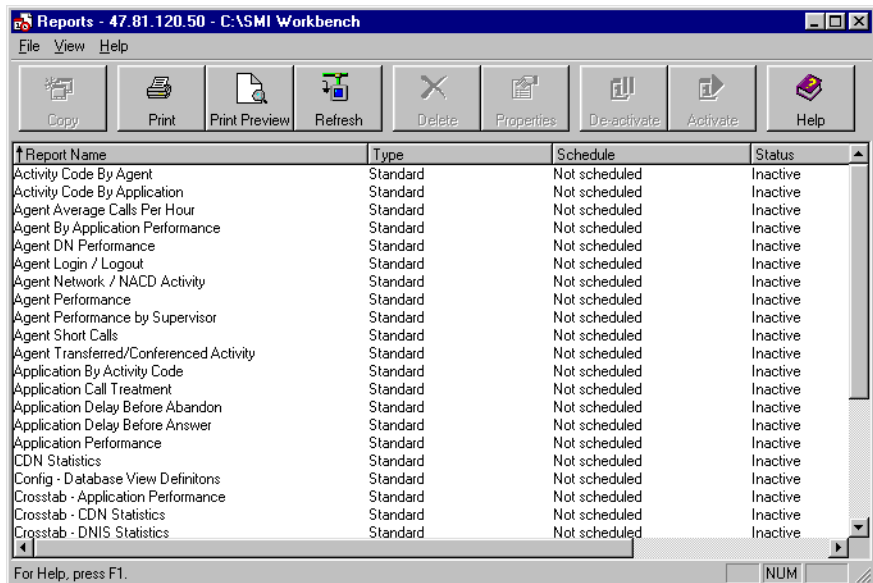 Reports - 47.81.120.50 - C:\SMI Workbench
File View Help
Copy Print Print Preview Refresh Delete Properties De-activate Activate Help
Report Name Type Schedule Status
Activity Code By Agent Standard Not scheduled Inactive
Activity Code By Application Standard Not scheduled Inactive
Agent Average Calls Per Hour Standard Not scheduled Inactive
Agent By Application Performance Standard Not scheduled Inactive
Agent DN Performance Standard Not scheduled Inactive
Agent Login / Logout Standard Not scheduled Inactive
Agent Network / NACD Activity Standard Not scheduled Inactive
Agent Performance Standard Not scheduled Inactive
Agent Performance by Supervisor Standard Not scheduled Inactive
Agent Short Calls Standard Not scheduled Inactive
Agent Transferred/Conferenced Activity Standard Not scheduled Inactive
Application By Activity Code Standard Not scheduled Inactive
Application Call Treatment Standard Not scheduled Inactive
Application Delay Before Abandon Standard Not scheduled Inactive
Application Delay Before Answer Standard Not scheduled Inactive
Application Performance Standard Not scheduled Inactive
CDN Statistics Standard Not scheduled Inactive
Config - Database View Definitons Standard Not scheduled Inactive
Crosstab - Application Performance Standard Not scheduled Inactive
Crosstab - CDN Statistics Standard Not scheduled Inactive
Crosstab - DNIS Statistics Standard Not scheduled Inactive
For Help, press F1. NUM